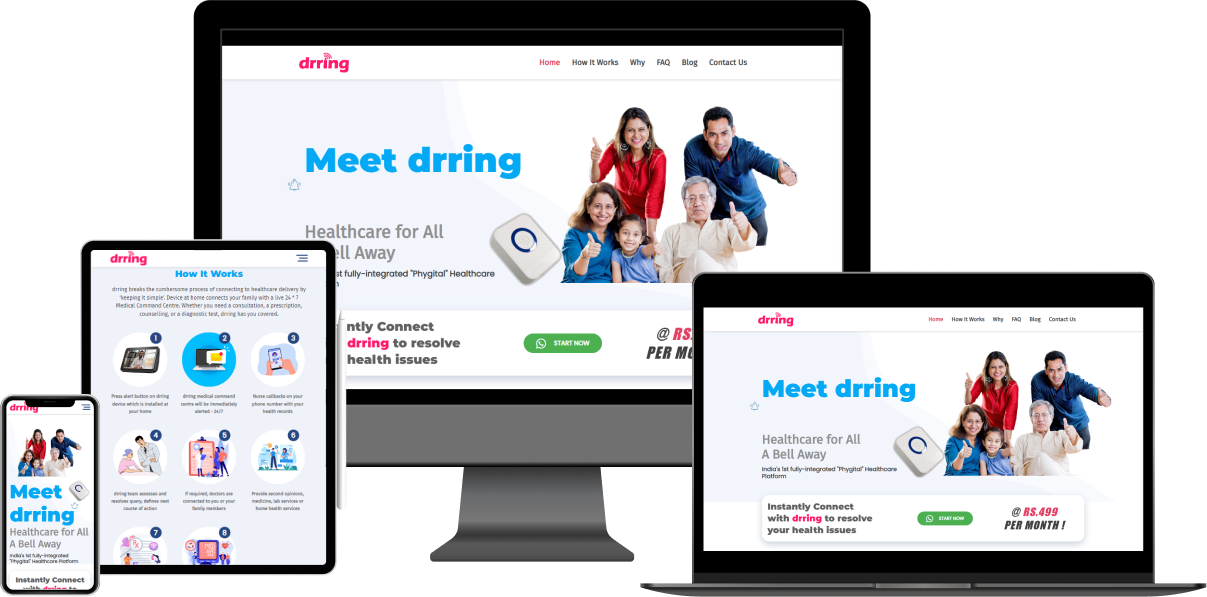 drring
Home How It Works Why FAQ Blog Contact Us
Meet drring
Healthcare for All
ell Away
st fully-integrated "Phygital" Healthcare
ntly Connect
drring to resolve
health issues
START NOW
@ RS.
PER MO
drring
How It Works
drring breaks the cumbersome process of connecting to healthcare delivery by
'keeping it simple'. Device at home connects your family with a live 24 * 7
Medical Command Centre. Whether you need a consultation, a prescription,
counselling, or a diagnostic test, drring has you covered.
1
Press alert button on drring
device which is installed at
your home
2
drring medical command
centre will be immediatlely
alerted - 24/7
3
Nurse callbacks on your
phone number with your
health records
4
drring team assesses and
resolves query, defines next
course of action
5
If required, doctors are
connected to you or your
family members
6
Provide second opinions,
medicine, lab services or
home health services
7
8
drring
Meet
drring
Healthcare for All
A Bell Away
India's 1st fully-integrated
"Phygital" Healthcare Platform
Instantly Connect
with drring to
drring
Home How It Works Why FAQ Blog Contact Us
Meet drring
Healthcare for All
A Bell Away
India's 1st fully-integrated "Phygital" Healthcare
Platform
Instantly Connect
with drring to resolve
your health issues
START NOW
@ RS.499
PER MONTH !